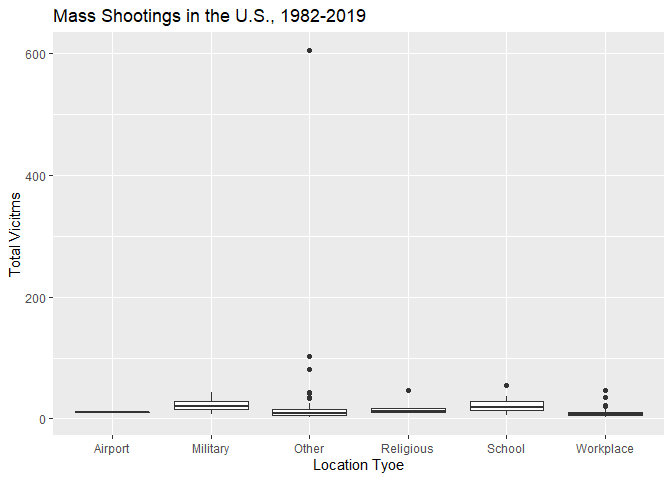 Mass Shootings in the U.S., 1982-2019
Total Vicitms
600
400
200
0
Airport Military Other Religious School Workplace
Location Tyoe